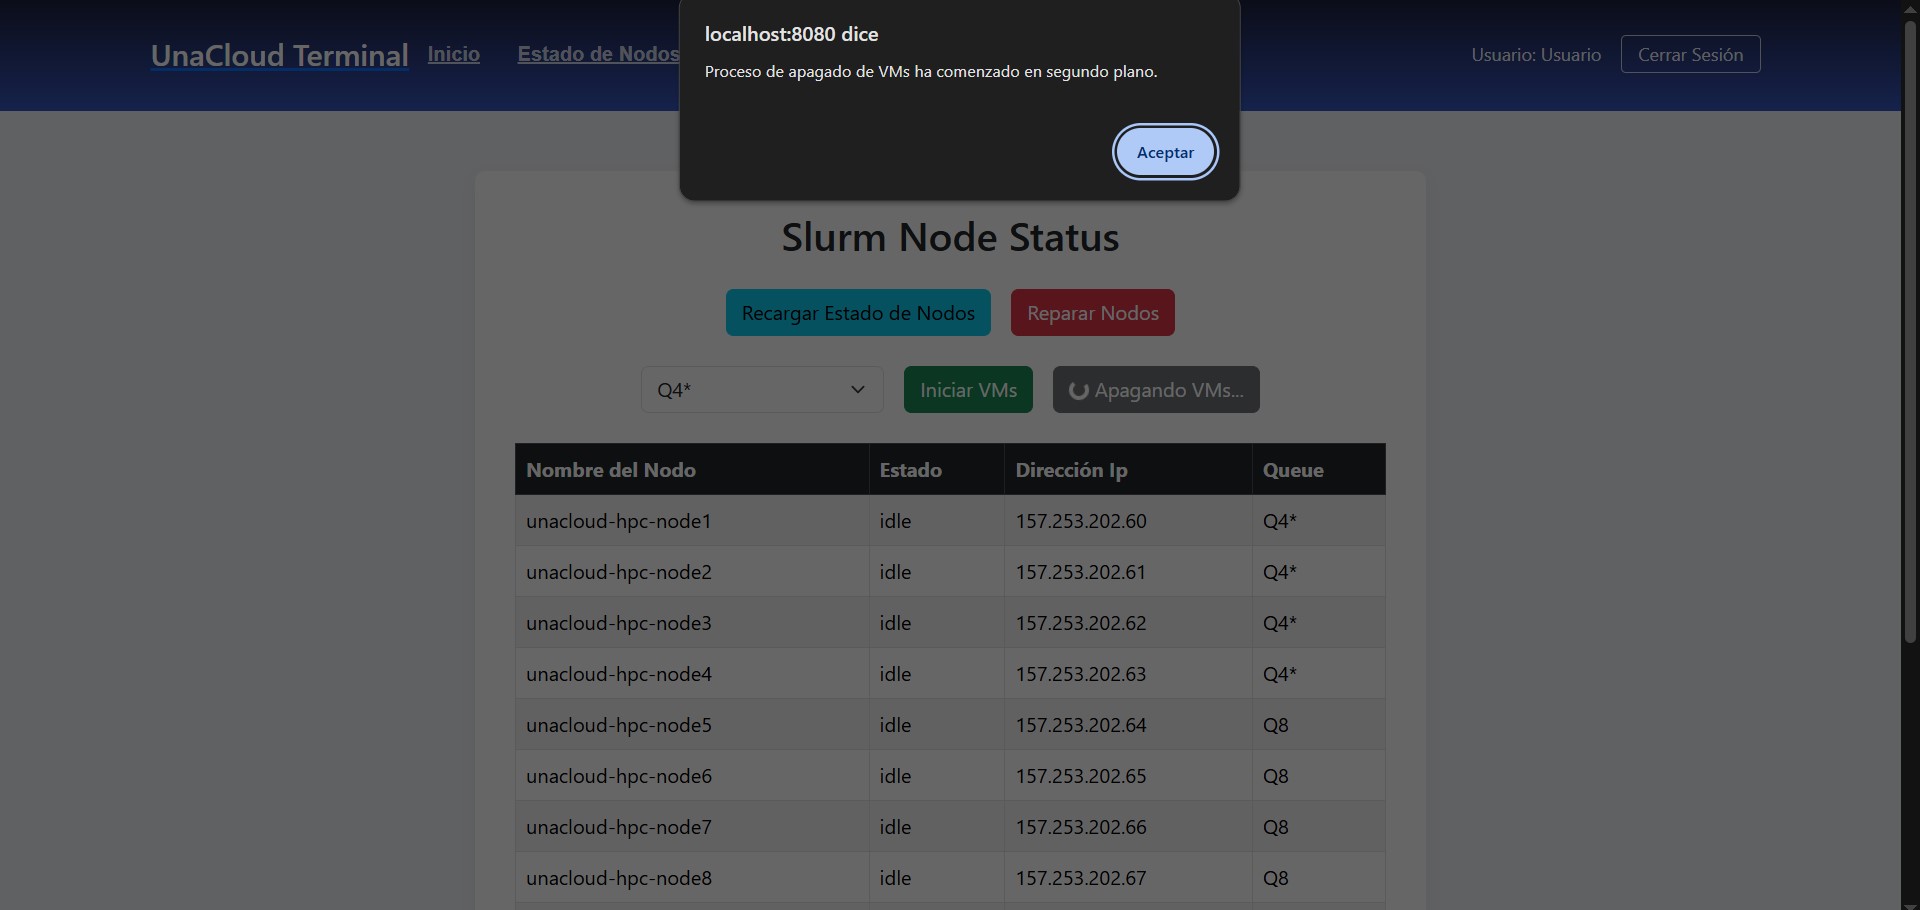 localhost:8080 dice
Proceso de apagado de VMs ha comenzado en segundo plano.
Aceptar
UnaCloud Terminal Inicio Estado de Nodos Usuario: Usuario Cerrar Sesión
Slurm Node Status
Recargar Estado de Nodos Reparar Nodos
Q4* Iniciar VMs Apagando VMs...
Nombre del Nodo Estado Dirección Ip Queue
unacloud-hpc-node1 idle 157.253.202.60 Q4*
unacloud-hpc-node2 idle 157.253.202.61 Q4*
unacloud-hpc-node3 idle 157.253.202.62 Q4*
unacloud-hpc-node4 idle 157.253.202.63 Q4*
unacloud-hpc-node5 idle 157.253.202.64 Q8
unacloud-hpc-node6 idle 157.253.202.65 Q8
unacloud-hpc-node7 idle 157.253.202.66 Q8
unacloud-hpc-node8 idle 157.253.202.67 Q8